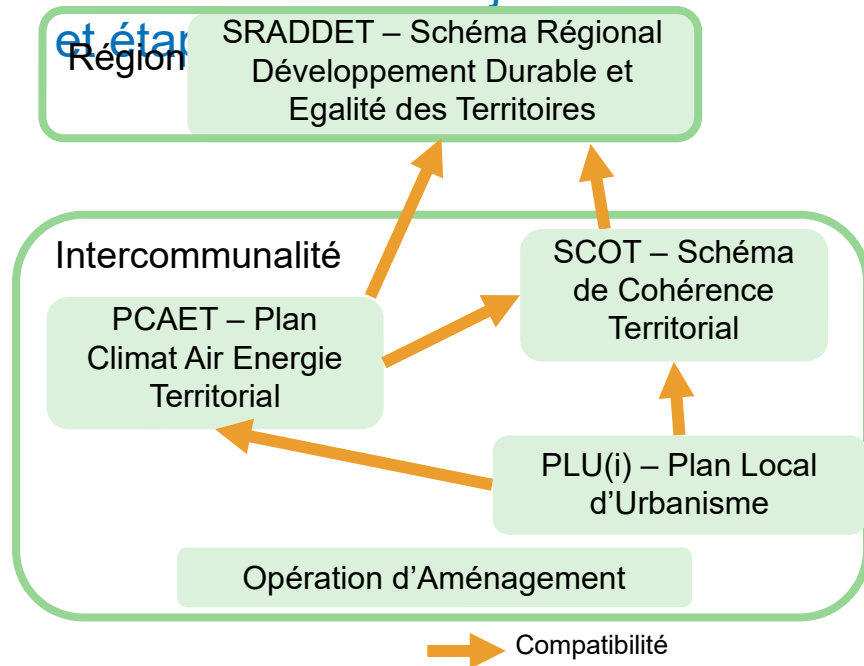 et
Région
SRADDET – Schéma Régional
Développement Durable et
Egalité des Territoires
Intercommunalité
SCOT – Schéma
de Cohérence
Territorial
PCAET – Plan
Climat Air Energie
Territorial
PLU(i) – Plan Local
d’Urbanisme
Opération d’Aménagement
Compatibilité